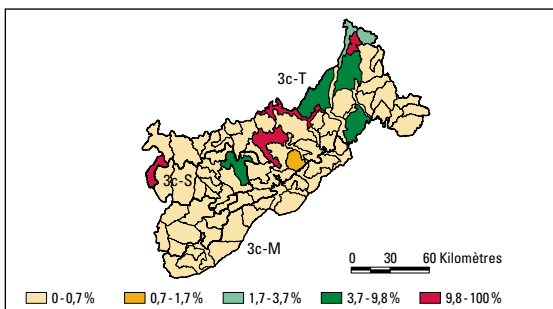 3c-T
3c-S
3c-M
0 30 60 Kilomètres
0-0,7 % 0,7-1,7 % 1,7-3,7 % 3,7-9,8 % 9,8-100 %